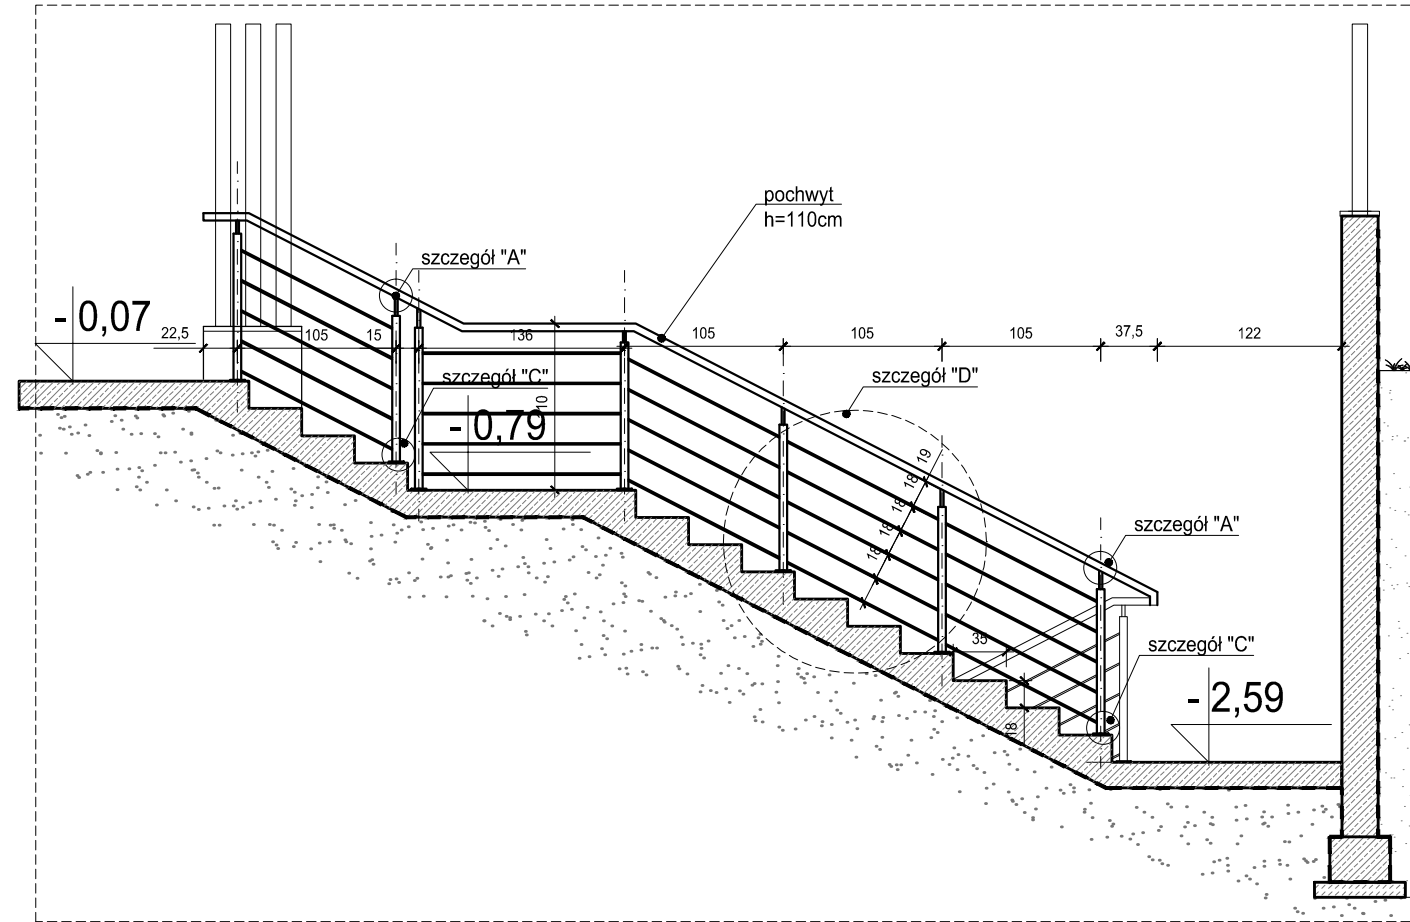 pochwyt
h=110cm
szczegół "A"
- 0,07
22,5
105
15
136
105
105
105
37,5
122
szczegół "C"
szczegół "D"
10
- 0,79
19
18
18
18
18
szczegół "A"
35
szczegół "C"
- 2,59
18